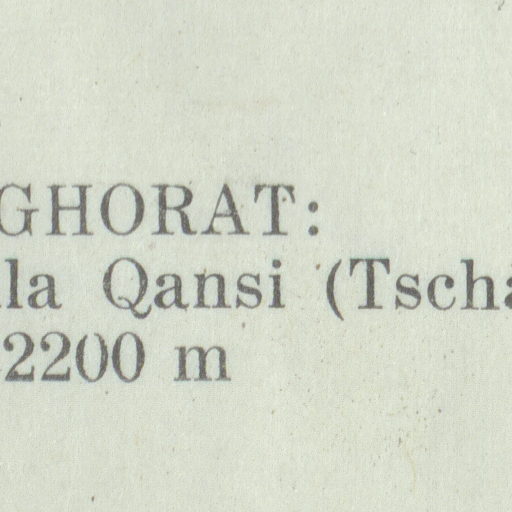 GHORAT:
la Qansi (Tscha
2200 m